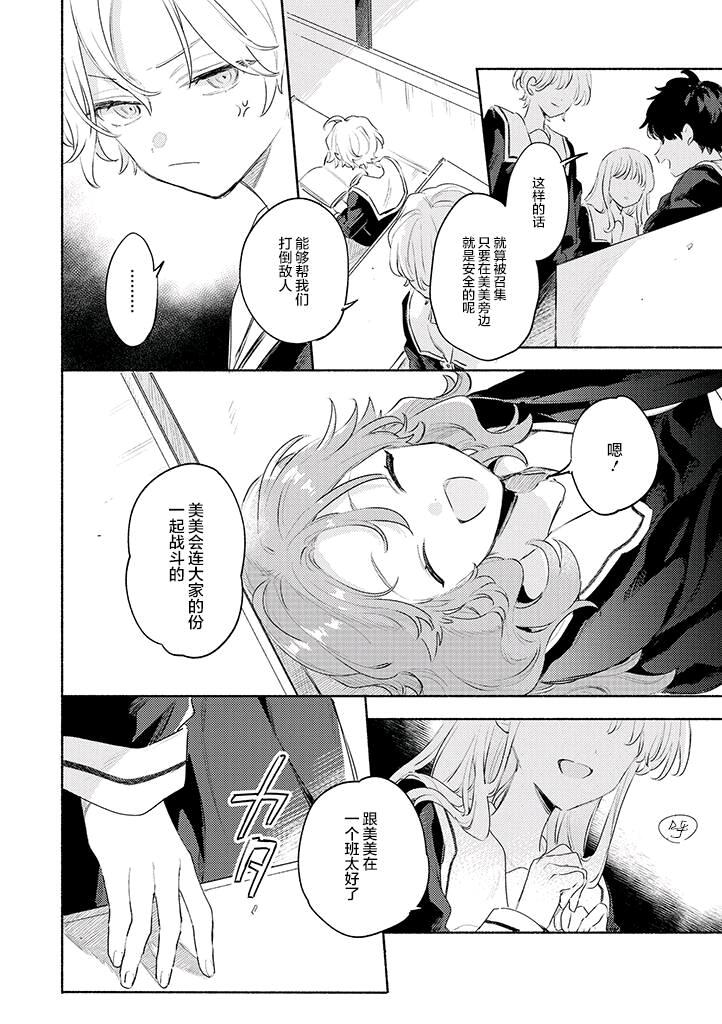 这样的话
就算被召集
只要在美美旁边
就是安全的呢
能够帮我们
打倒敌人
………
嗯！
美美会连大家的份
一起战斗的
呼
跟美美在
一个班太好了
ガタ